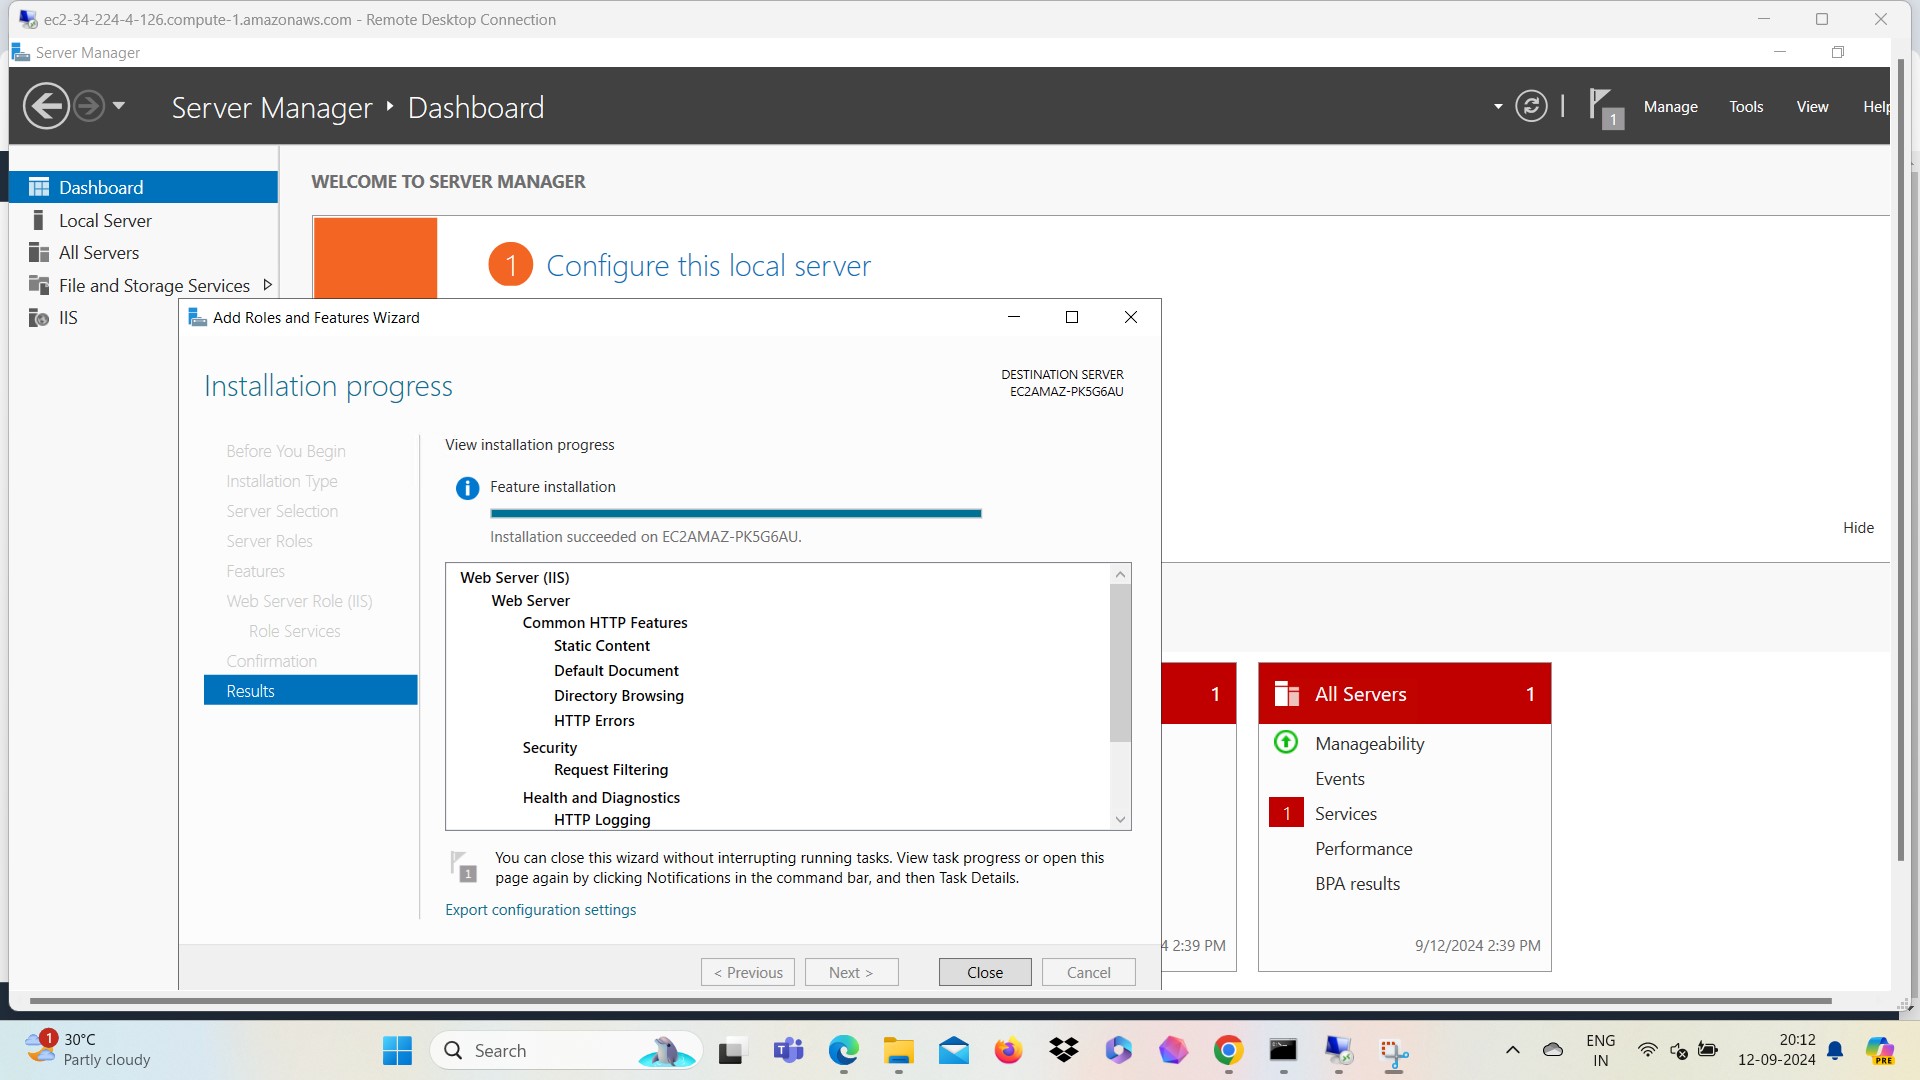 ec2-34-224-4-126.compute-1.amazonaws.com - Remote Desktop Connection
Server Manager
Server Manager ‣ Dashboard
1
Manage
Tools
View
Help
Dashboard
Local Server
All Servers
File and Storage Services
IIS
WELCOME TO SERVER MANAGER
1 Configure this local server
Hide
Add Roles and Features Wizard
Installation progress
DESTINATION SERVER
EC2AMAZ-PK5G6AU
Before You Begin
Installation Type
Server Selection
Server Roles
Features
Web Server Role (IIS)
Role Services
Confirmation
Results
View installation progress
Feature installation
Installation succeeded on EC2AMAZ-PK5G6AU.
Web Server (IIS)
Web Server
Common HTTP Features
Static Content
Default Document
Directory Browsing
HTTP Errors
Security
Request Filtering
Health and Diagnostics
HTTP Logging
1
You can close this wizard without interrupting running tasks. View task progress or open this
page again by clicking Notifications in the command bar, and then Task Details.
Export configuration settings
< Previous
Next >
Close
Cancel
1
4 2:39 PM
All Servers 1
Manageability
Events
1 Services
Performance
BPA results
9/12/2024 2:39 PM
1
30°C
Partly cloudy
Search
ENG
IN
20:12
12-09-2024
PRE